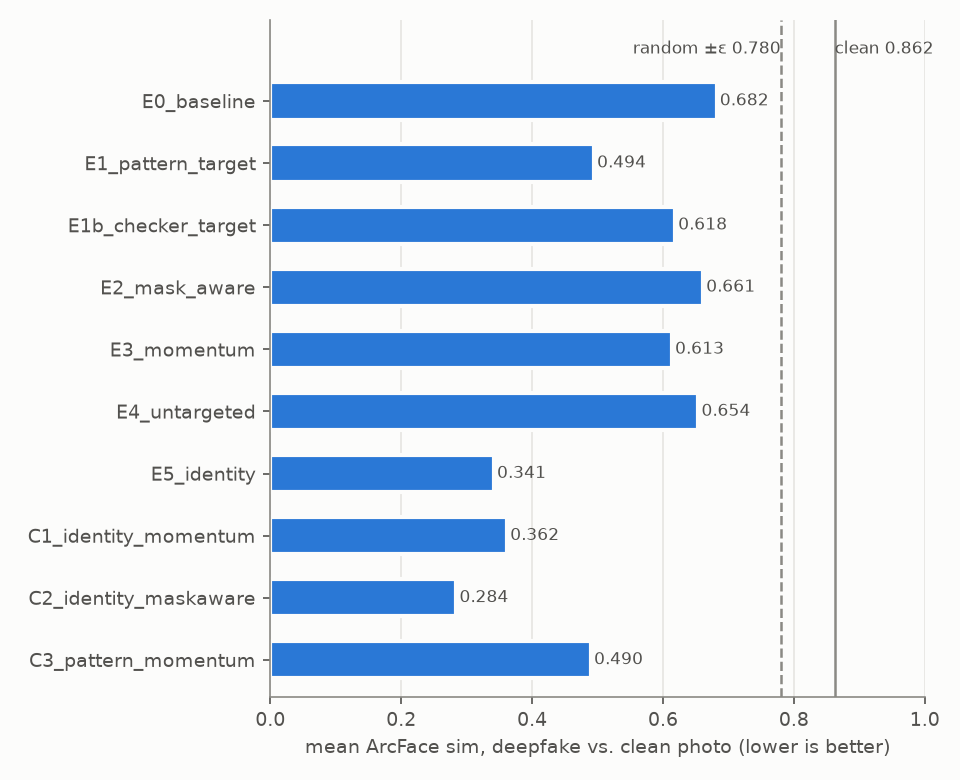 random ±ε 0.780 clean 0.862
E0_baseline 0.682
E1_pattern_target 0.494
E1b_checker_target 0.618
E2_mask_aware 0.661
E3_momentum 0.613
E4_untargeted 0.654
E5_identity 0.341
C1_identity_momentum 0.362
C2_identity_maskaware 0.284
C3_pattern_momentum 0.490
0.0 0.2 0.4 0.6 0.8 1.0
mean ArcFace sim, deepfake vs. clean photo (lower is better)